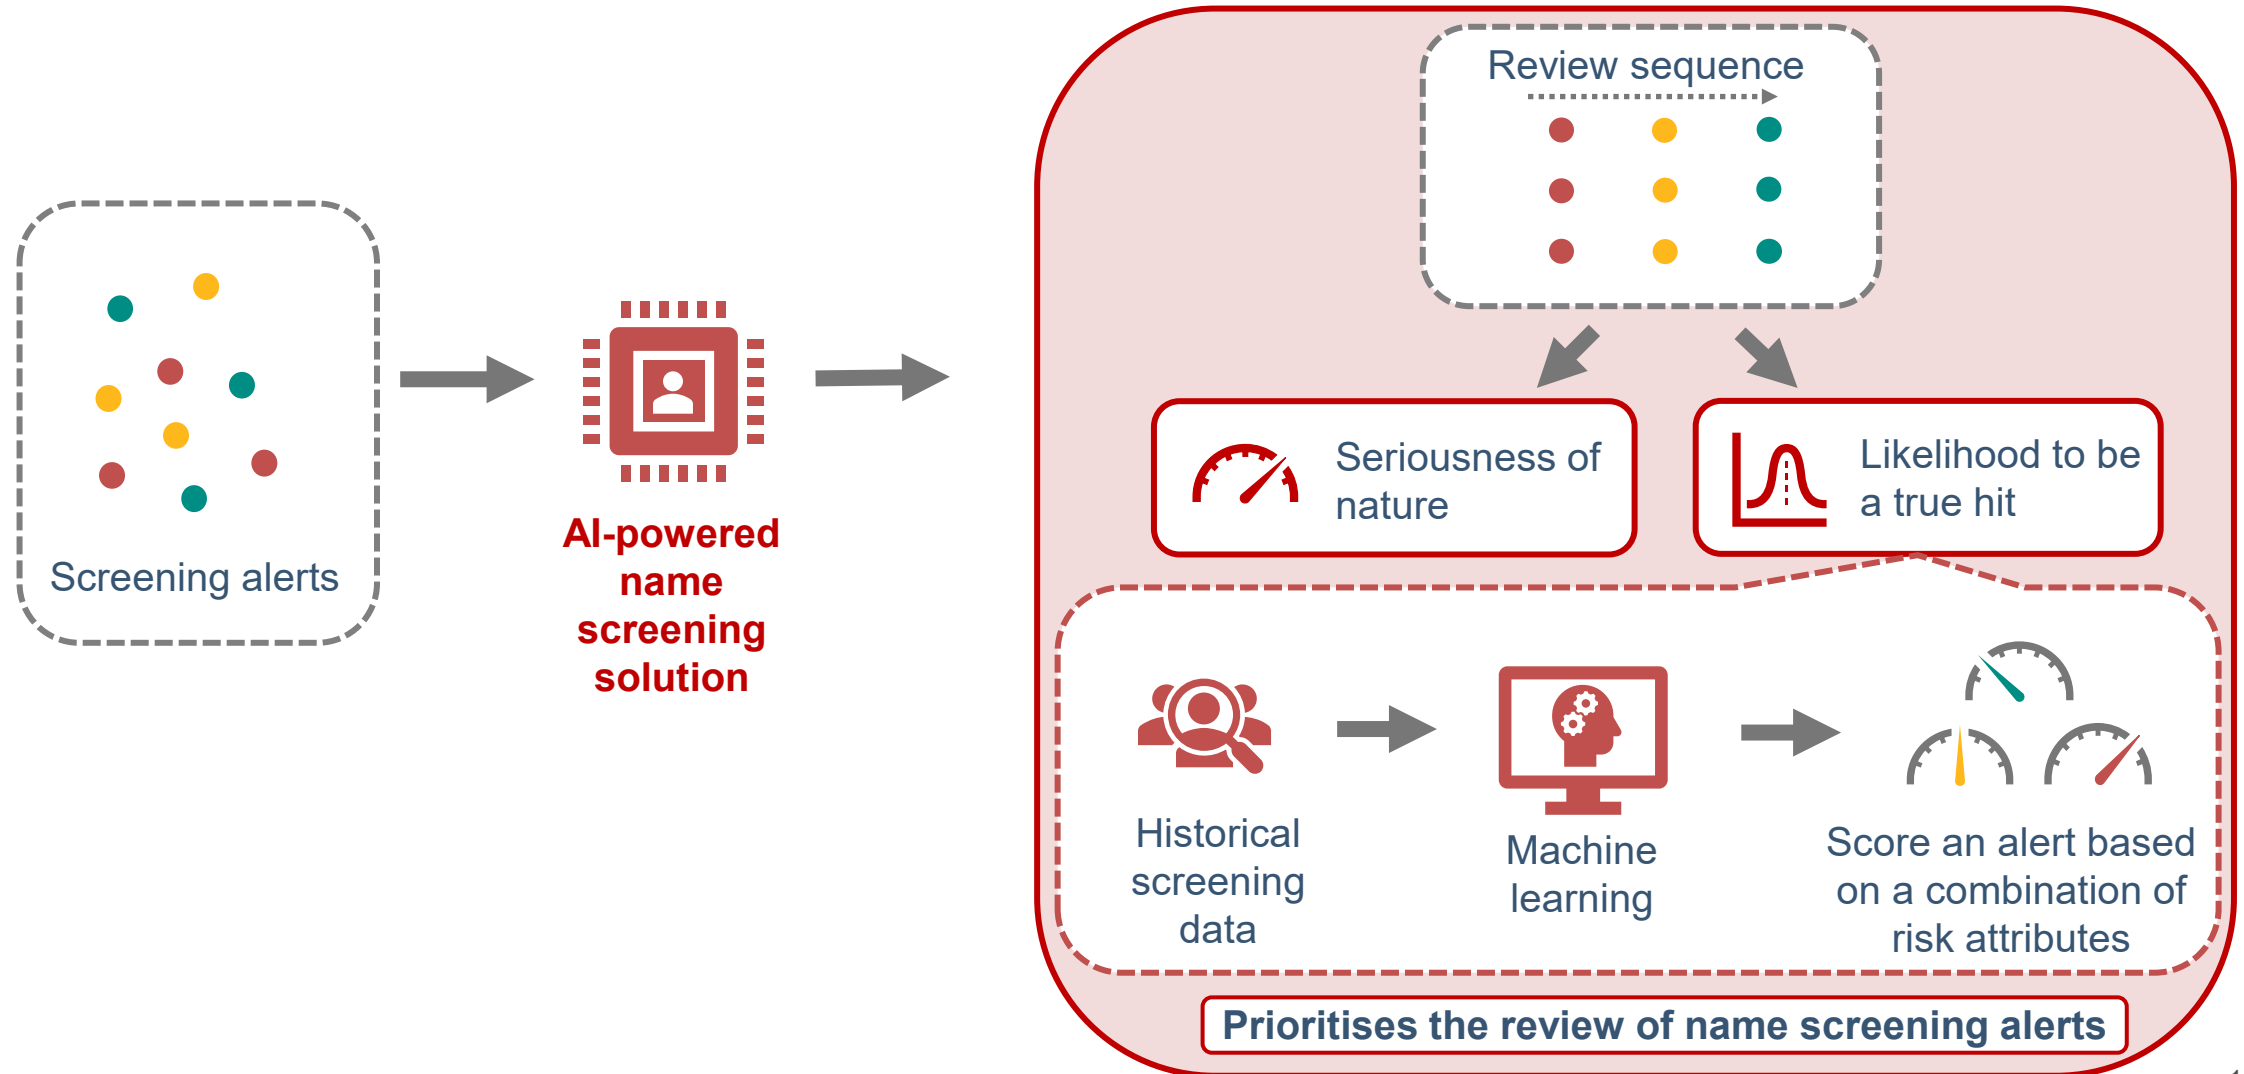 Screening alerts
AI-powered
name
screening
solution
Review sequence
Seriousness of
nature
Likelihood to be
a true hit
Historical
screening
data
Machine
learning
Score an alert based
on a combination of
risk attributes
Prioritises the review of name screening alerts